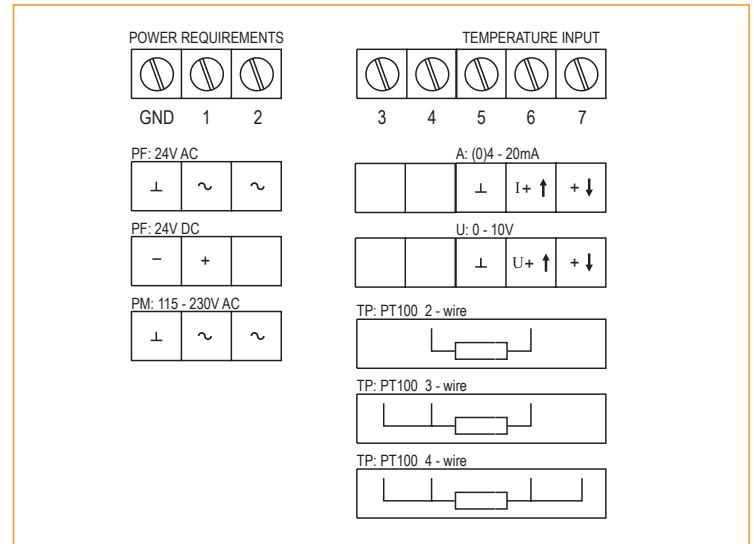 POWER REQUIREMENTS
GND 1 2
PF: 24V AC
⊥ ~ ~
PF: 24V DC
− +
PM: 115 - 230V AC
⊥ ~ ~
TEMPERATURE INPUT
3 4 5 6 7
A: (0)4 - 20mA
⊥ I+ ↑ + ↓
U: 0 - 10V
⊥ U+ ↑ + ↓
TP: PT100 2 - wire
TP: PT100 3 - wire
TP: PT100 4 - wire